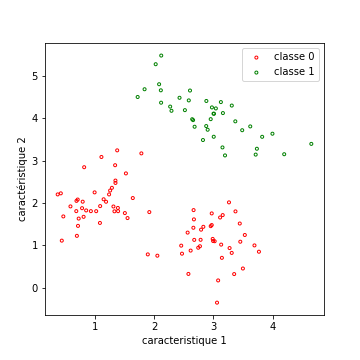 classe 0
classe 1
5
4
3
2
1
0
caractéristique 2
1
2
3
4
caracteristique 1